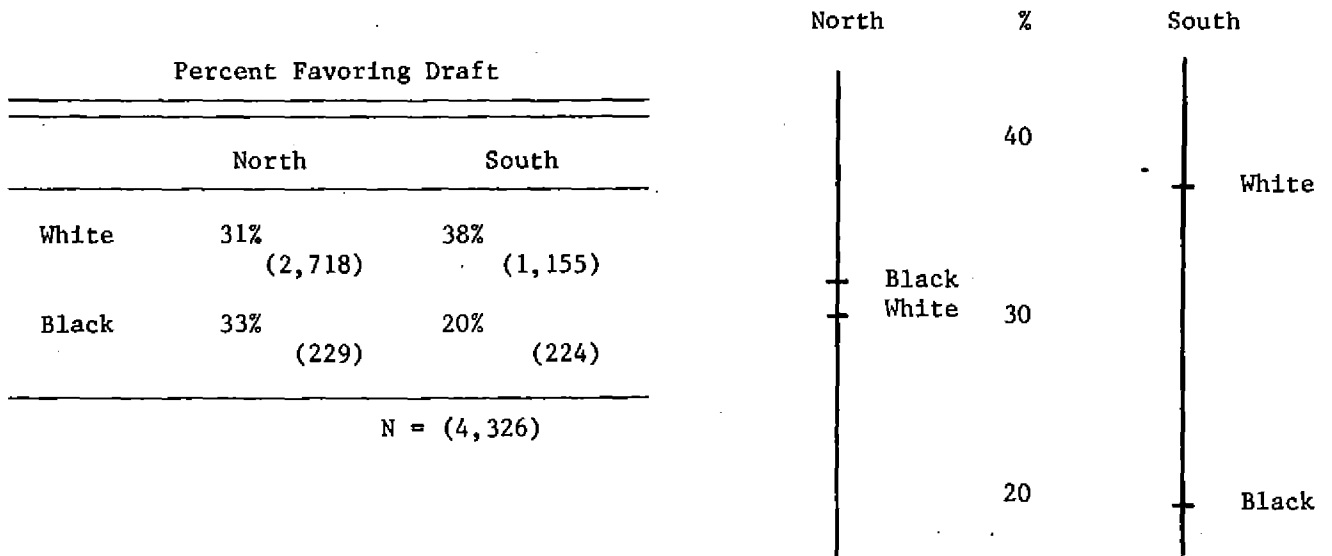 Percent Favoring Draft
North South
White 31% 38%
(2,718) (1,155)
Black 33% 20%
(229) (224)
N = (4,326)
North % South
40
White
Black
White 30
20
Black